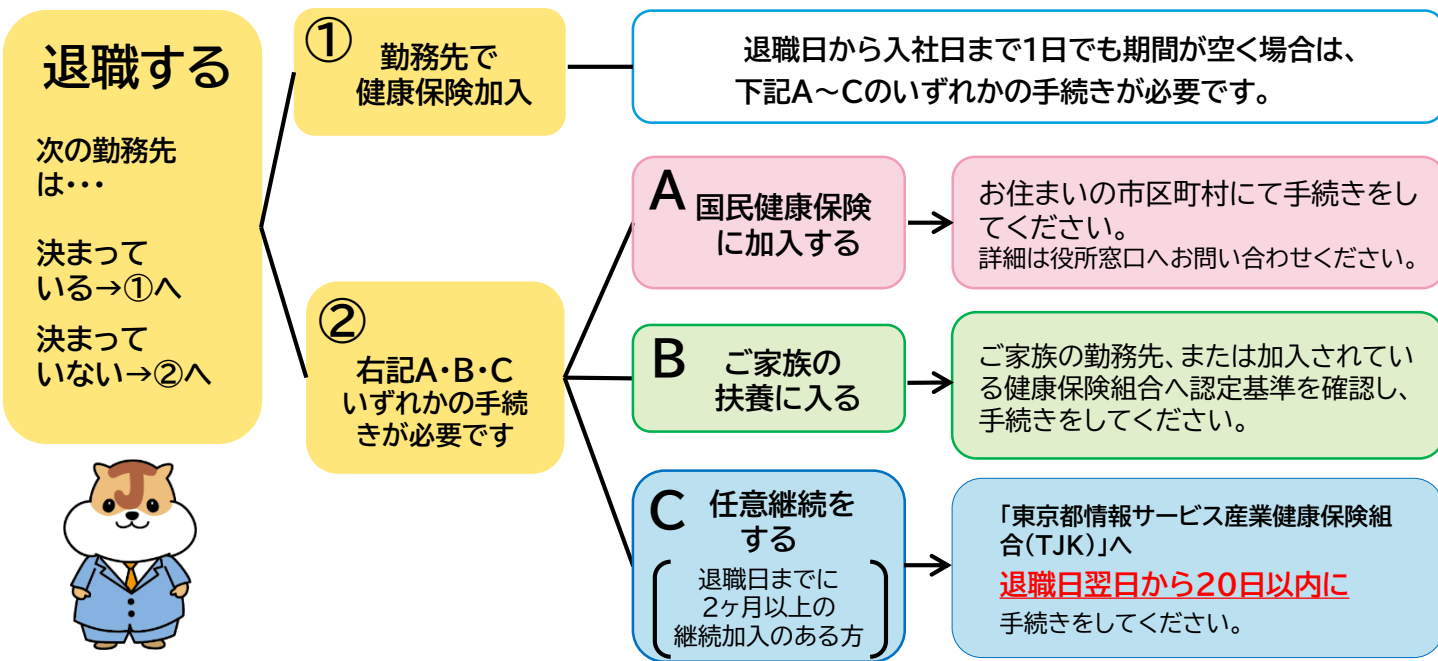 退職する
次の勤務先
は・・・
決まって
いる→①へ
決まって
いない→②へ
①
勤務先で
健康保険加入
退職日から入社日まで1日でも期間が空く場合は、
下記A~Cのいずれかの手続きが必要です。
②
右記A・B・C
いずれかの手続
きが必要です
A
国民健康保険
に加入する
お住まいの市区町村にて手続きをし
てください。
詳細は役所窓口へお問い合わせください。
B
ご家族の
扶養に入る
ご家族の勤務先、または加入されてい
る健康保険組合へ認定基準を確認し、
手続きをしてください。
C
任意継続を
する
退職日までに
2ヶ月以上の
継続加入のある方
「東京都情報サービス産業健康保険組
合(TJK)」へ
退職日翌日から20日以内に
手続きをしてください。
J